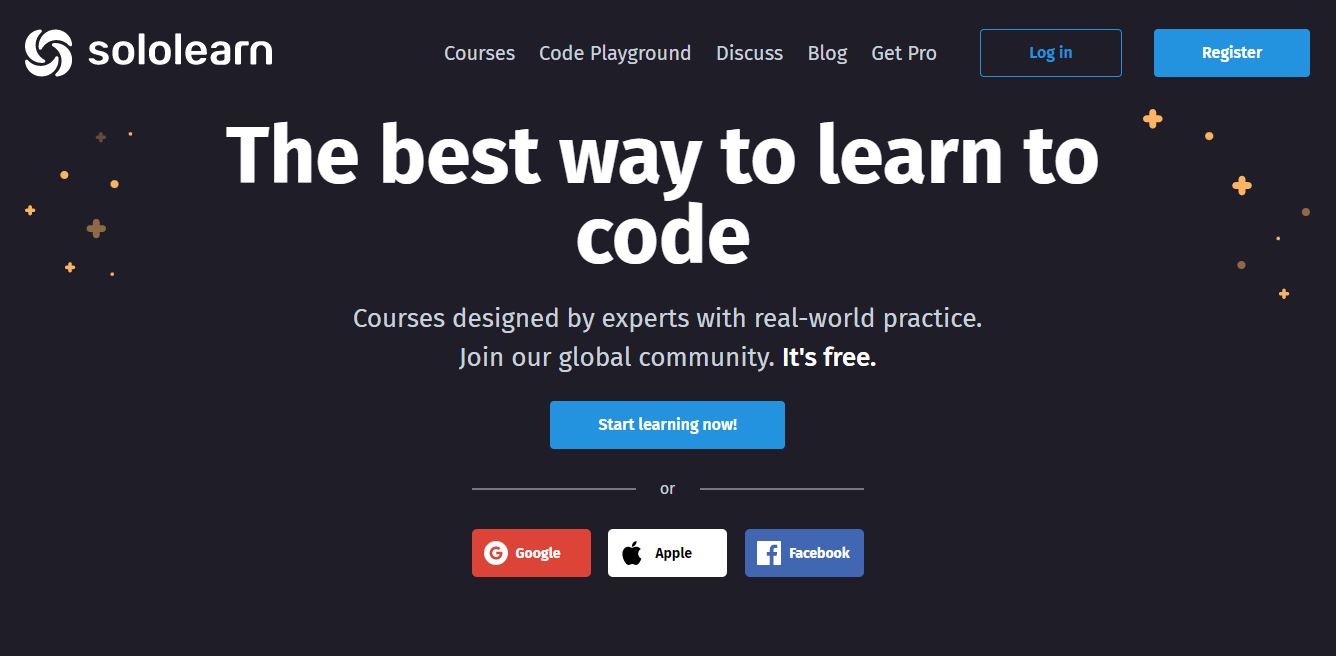 sololearn
Courses Code Playground Discuss Blog Get Pro Log in Register
The best way to learn to
code
Courses designed by experts with real-world practice.
Join our global community. It's free.
Start learning now!
or
Google Apple Facebook